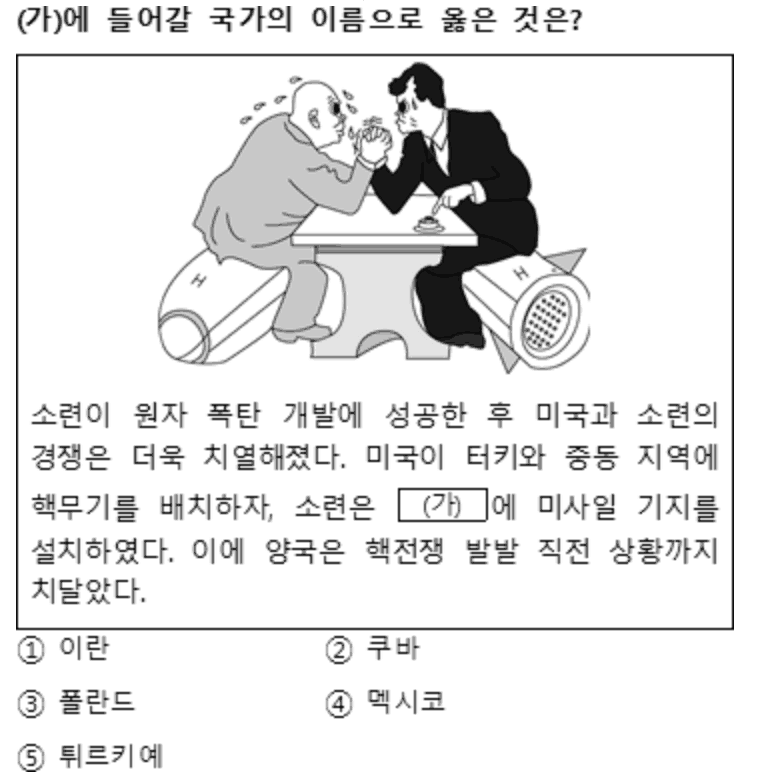 (가)에 들어갈 국가의 이름으로 옳은 것은?
H
H
소련이 원자 폭탄 개발에 성공한 후 미국과 소련의
경쟁은 더욱 치열해졌다. 미국이 터키와 중동 지역에
핵무기를 배치하자, 소련은 (가) 에 미사일 기지를
설치하였다. 이에 양국은 핵전쟁 발발 직전 상황까지
치달았다.
① 이란 ② 쿠바
③ 폴란드 ④ 멕시코
⑤ 튀르키예